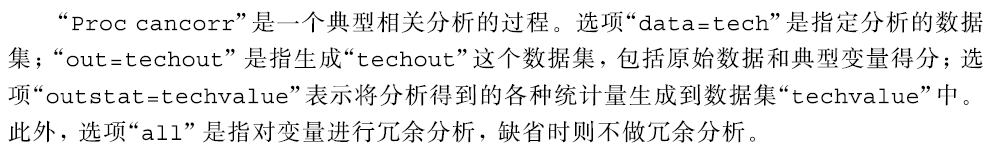 “Proc cancorr”是一个典型相关分析的过程。选项“data=tech”是指定分析的数据
集；“out=techout”是指生成“techout”这个数据集，包括原始数据和典型变量得分；选
项“outstat=techvalue”表示将分析得到的各种统计量生成到数据集“techvalue”中。
此外，选项“all”是指对变量进行冗余分析，缺省时则不做冗余分析。